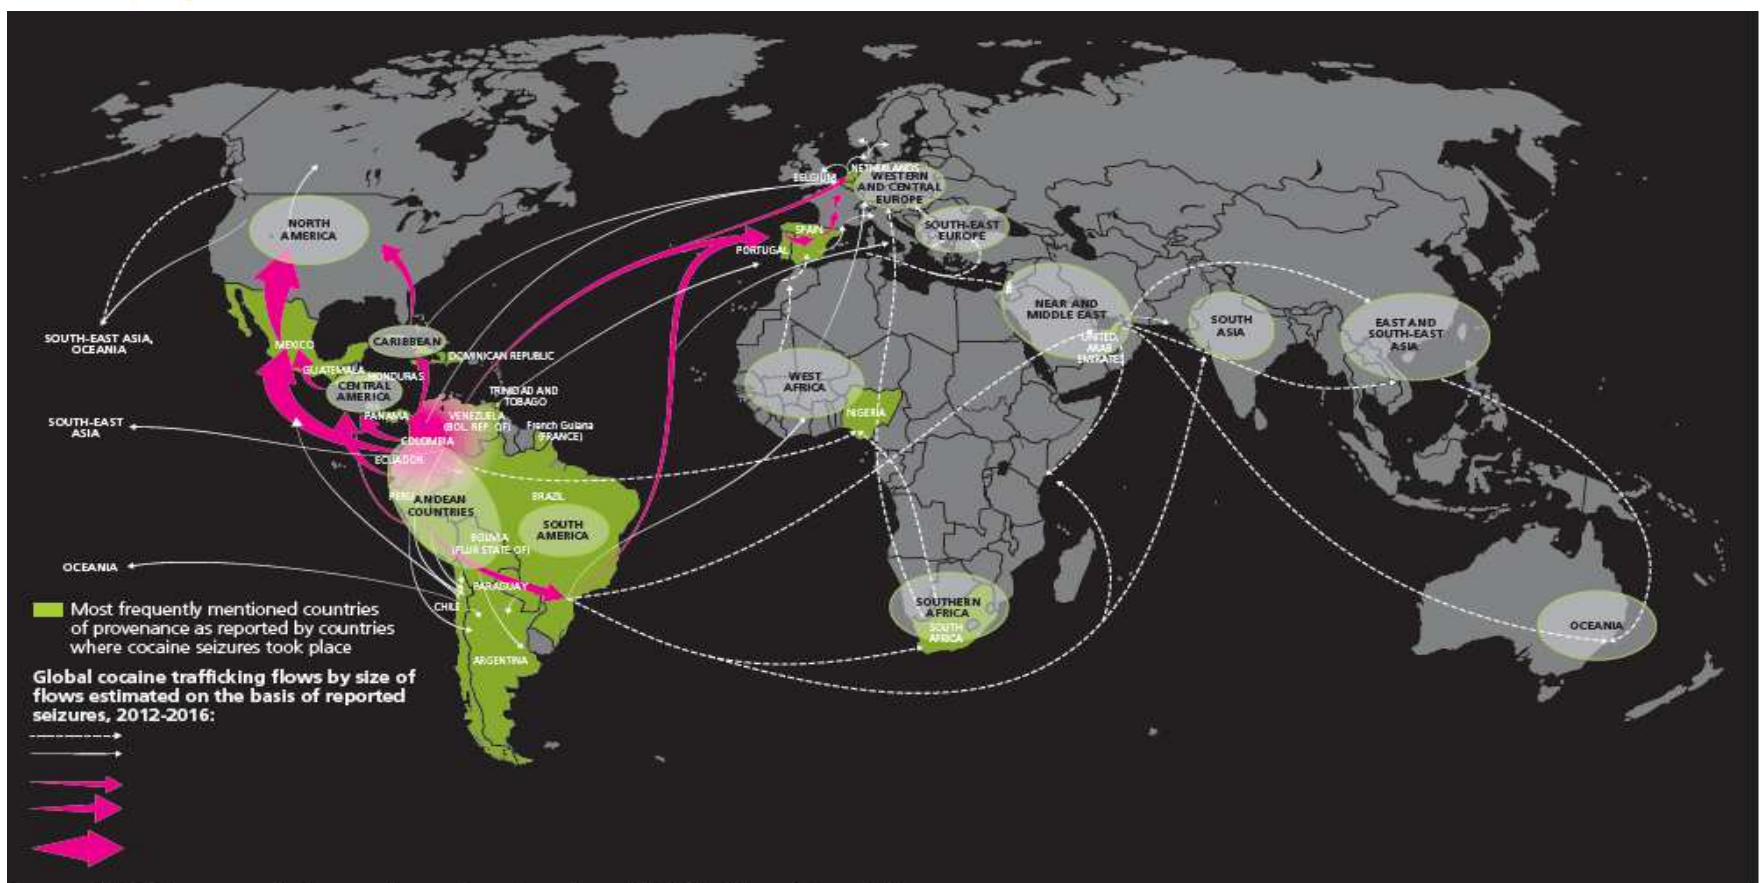 NORTH
AMERICA
SOUTH-EAST ASIA,
OCEANIA
SOUTH-EAST
ASIA
OCEANIA
MEXICO
CARIBBEAN
DOMINICAN REPUBLIC
GUATEMALA
HONDURAS
CENTRAL
AMERICA
TRINIDAD AND
TOBAGO
PANAMA
VENEZUELA
(BOL. REP. OF)
French Guiana
(FRANCE)
COLOMBIA
ECUADOR
PERU
ANDEAN
COUNTRIES
BRAZIL
SOUTH
AMERICA
BOLIVIA
(PLUR STATE OF)
PARAGUAY
CHILE
ARGENTINA
NETHERLANDS
BELGIUM
WESTERN
AND CENTRAL
EUROPE
SPAIN
PORTUGAL
SOUTH-EAST
EUROPE
NEAR AND
MIDDLE EAST
UNITED
ARAB
EMIRATES
SOUTH
ASIA
EAST AND
SOUTH-EAST
ASIA
WEST
AFRICA
NIGERIA
SOUTHERN
AFRICA
SOUTH
AFRICA
OCEANIA
Most frequently mentioned countries
of provenance as reported by countries
where cocaine seizures took place
Global cocaine trafficking flows by size of
flows estimated on the basis of reported
seizures, 2012-2016: